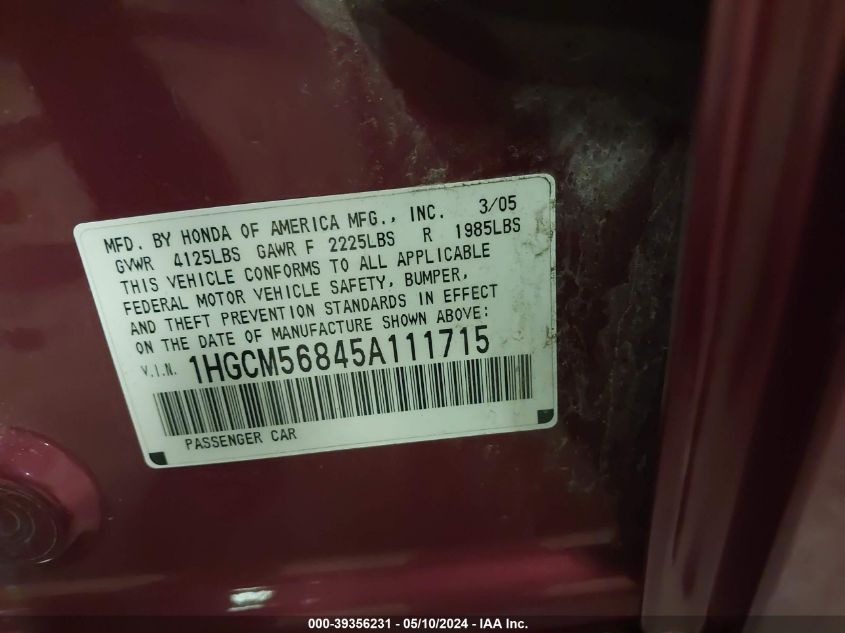 MFD. BY HONDA OF AMERICA MFG., INC. 3/05
GVWR 4125LBS GAWR F 2225LBS R 1985LBS
THIS VEHICLE CONFORMS TO ALL APPLICABLE
FEDERAL MOTOR VEHICLE SAFETY, BUMPER,
AND THEFT PREVENTION STANDARDS IN EFFECT
ON THE DATE OF MANUFACTURE SHOWN ABOVE:
V.I.N. 1HGCM56845A111715
PASSENGER CAR
000-39356231 - 05/10/2024 - IAA Inc.